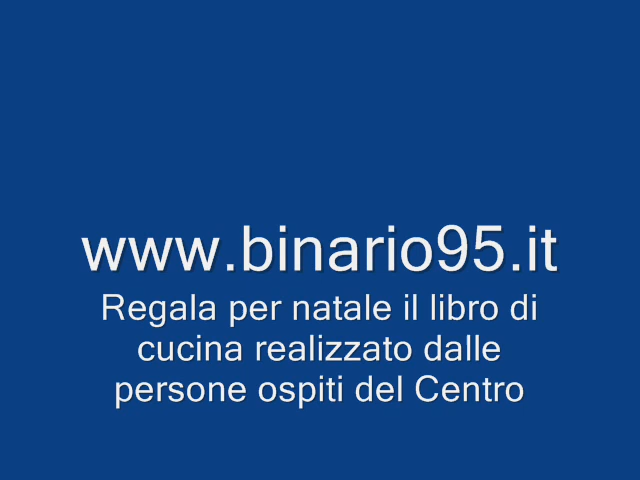 www.binario95.it
Regala per natale il libro di
cucina realizzato dalle
persone ospiti del Centro